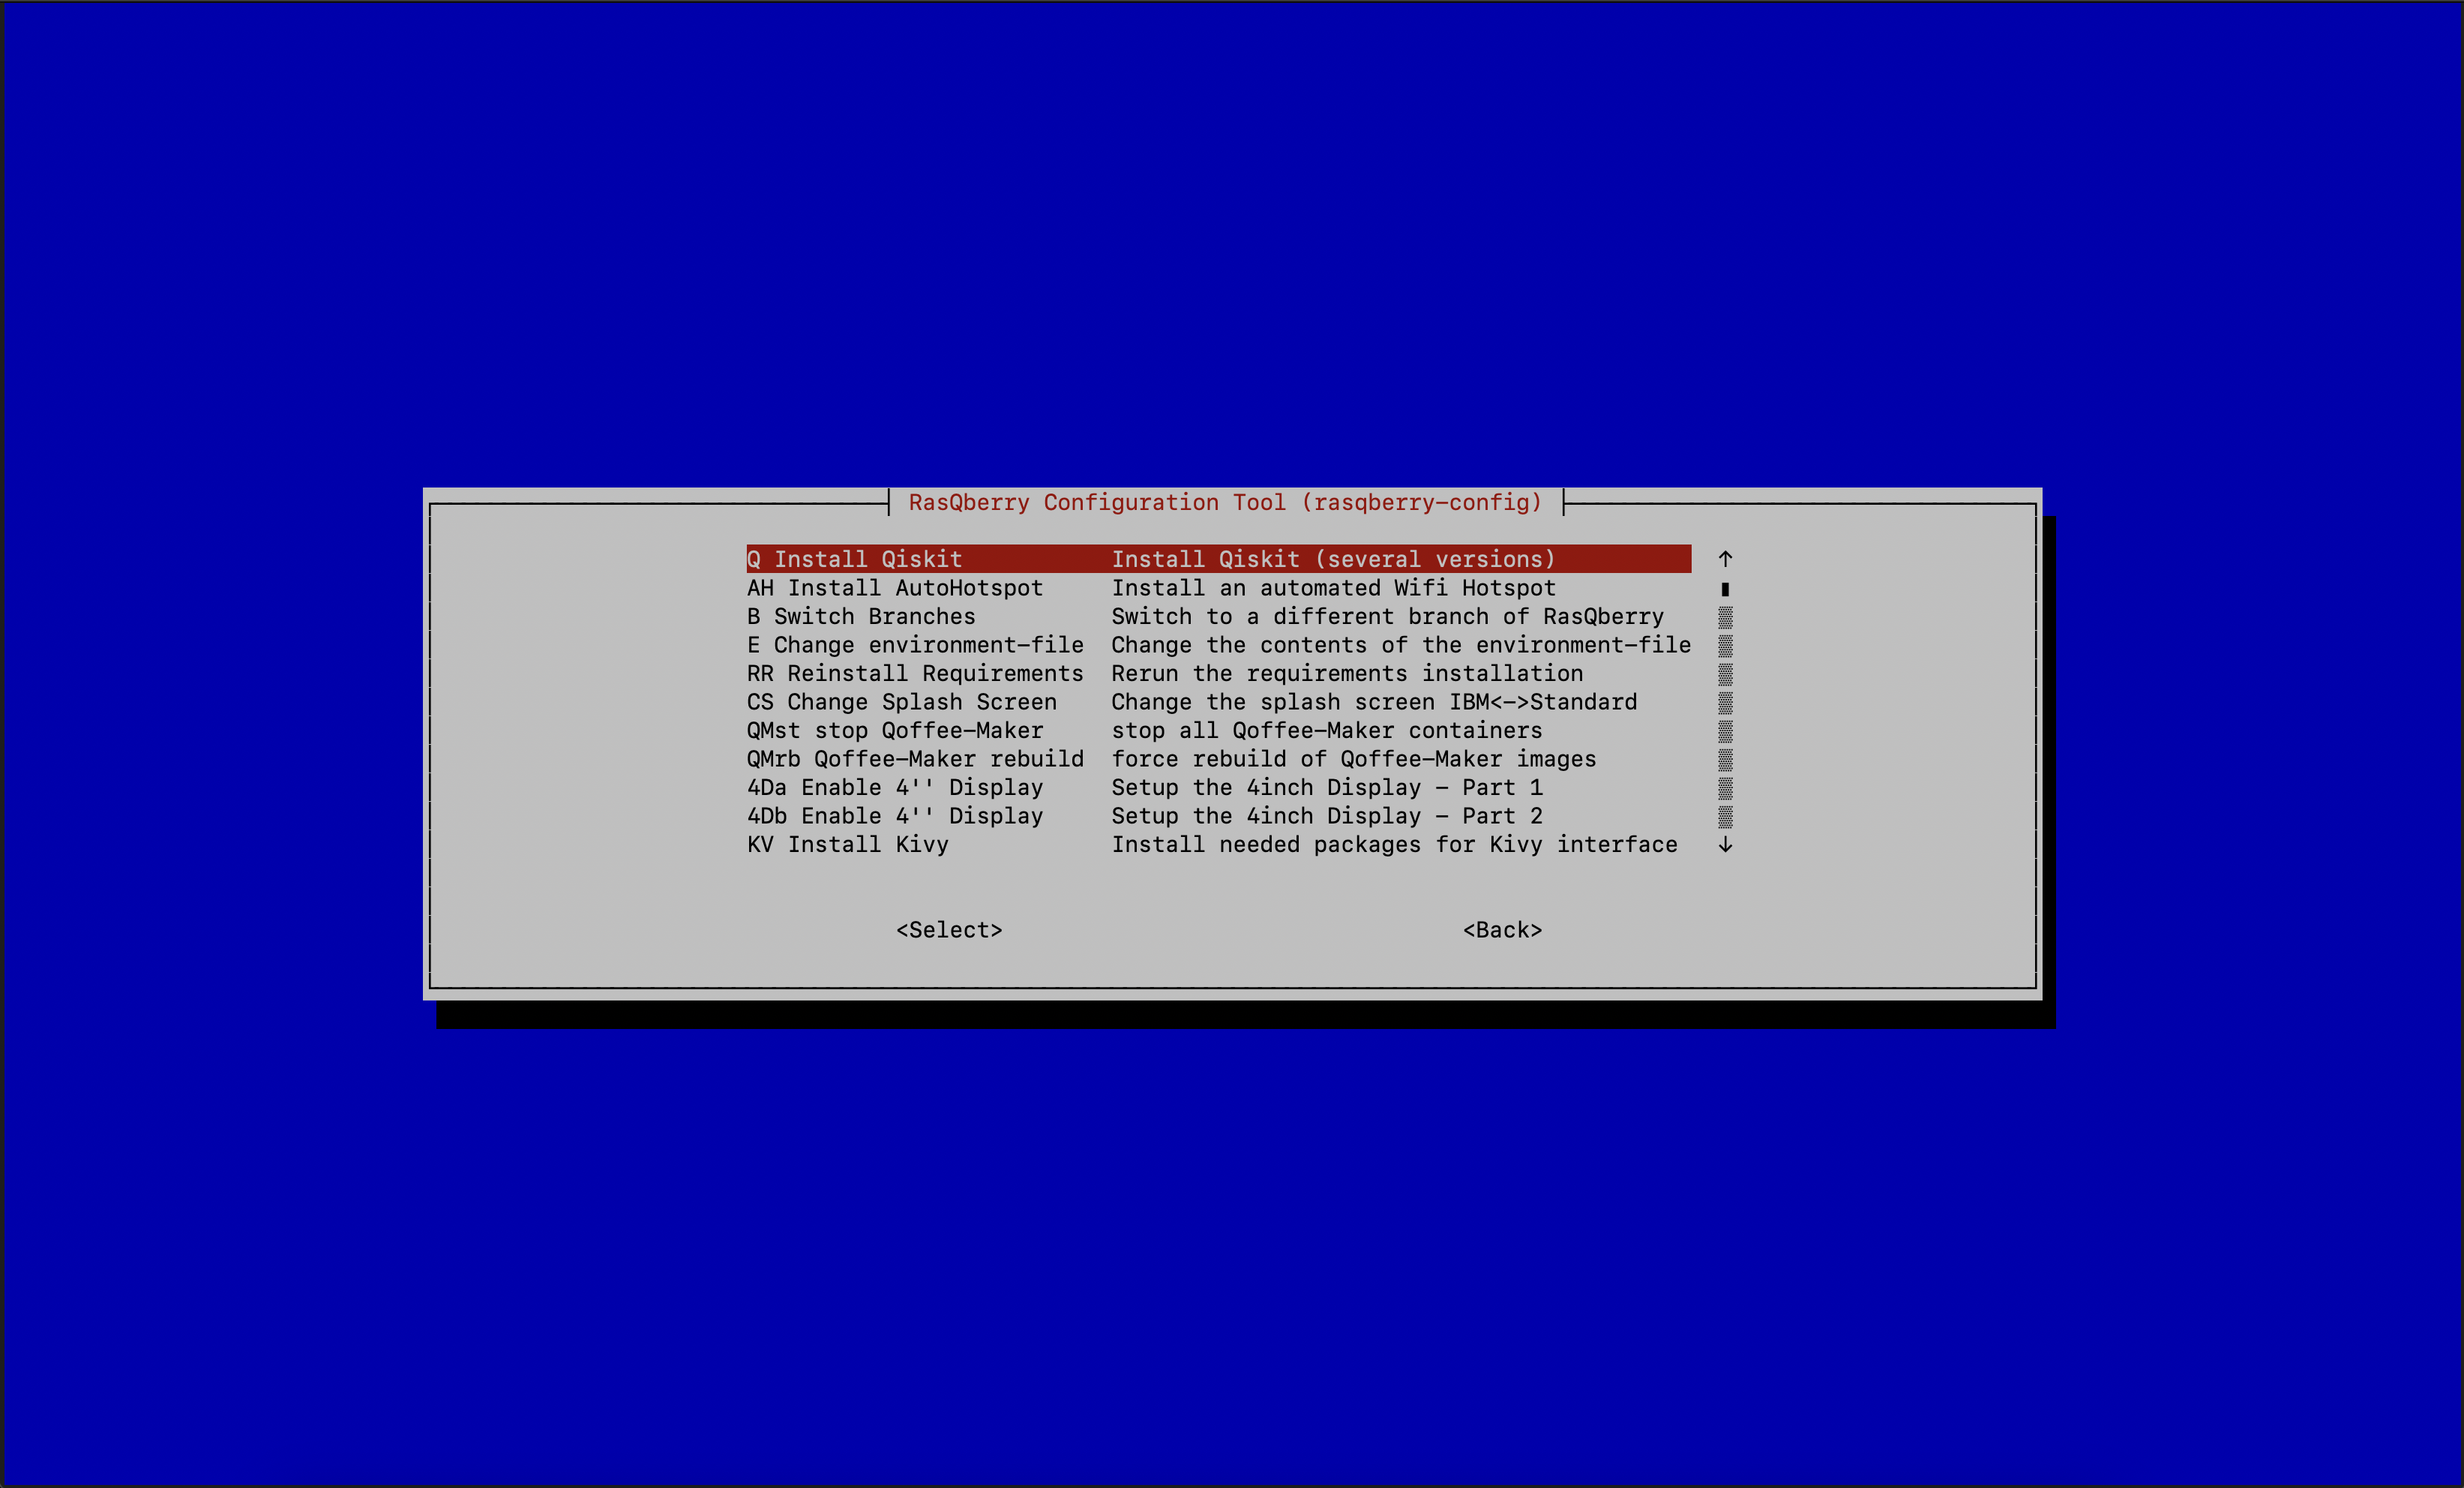 RasQberry Configuration Tool (rasqberry-config)
Q Install Qiskit Install Qiskit (several versions) ↑
AH Install AutoHotspot Install an automated Wifi Hotspot
B Switch Branches Switch to a different branch of RasQberry
E Change environment-file Change the contents of the environment-file
RR Reinstall Requirements Rerun the requirements installation
CS Change Splash Screen Change the splash screen IBM<->Standard
QMst stop Qoffee-Maker stop all Qoffee-Maker containers
QMrb Qoffee-Maker rebuild force rebuild of Qoffee-Maker images
4Da Enable 4'' Display Setup the 4inch Display - Part 1
4Db Enable 4'' Display Setup the 4inch Display - Part 2
KV Install Kivy Install needed packages for Kivy interface ↓
<Select> <Back>